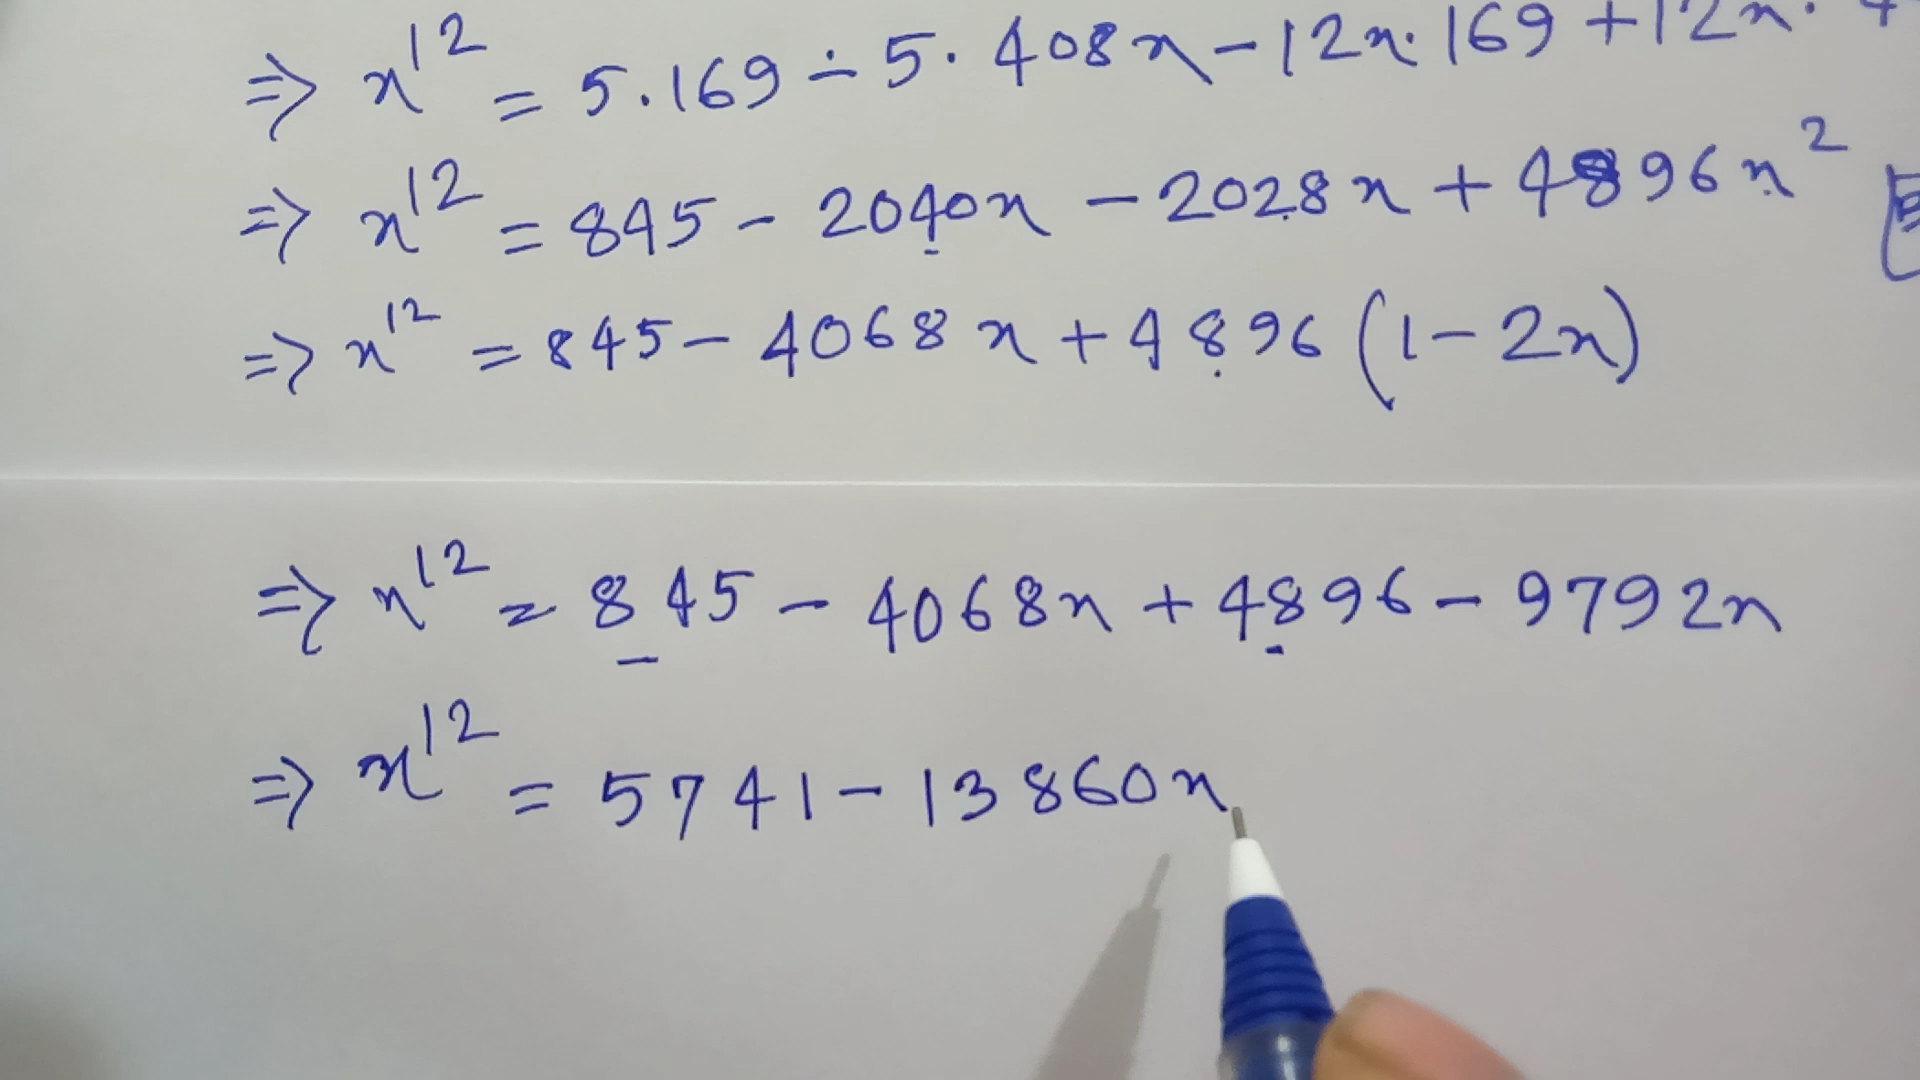 ⇒ x¹² = 5.169 − 5.408x − 12x.169 + 12x.
⇒ x¹² = 845 − 2040x − 2028x + 4896x²
⇒ x¹² = 845 − 4068x + 4896(1 − 2x)
⇒ x¹² = 845 − 4068x + 4896 − 9792x
⇒ x¹² = 5741 − 13860x